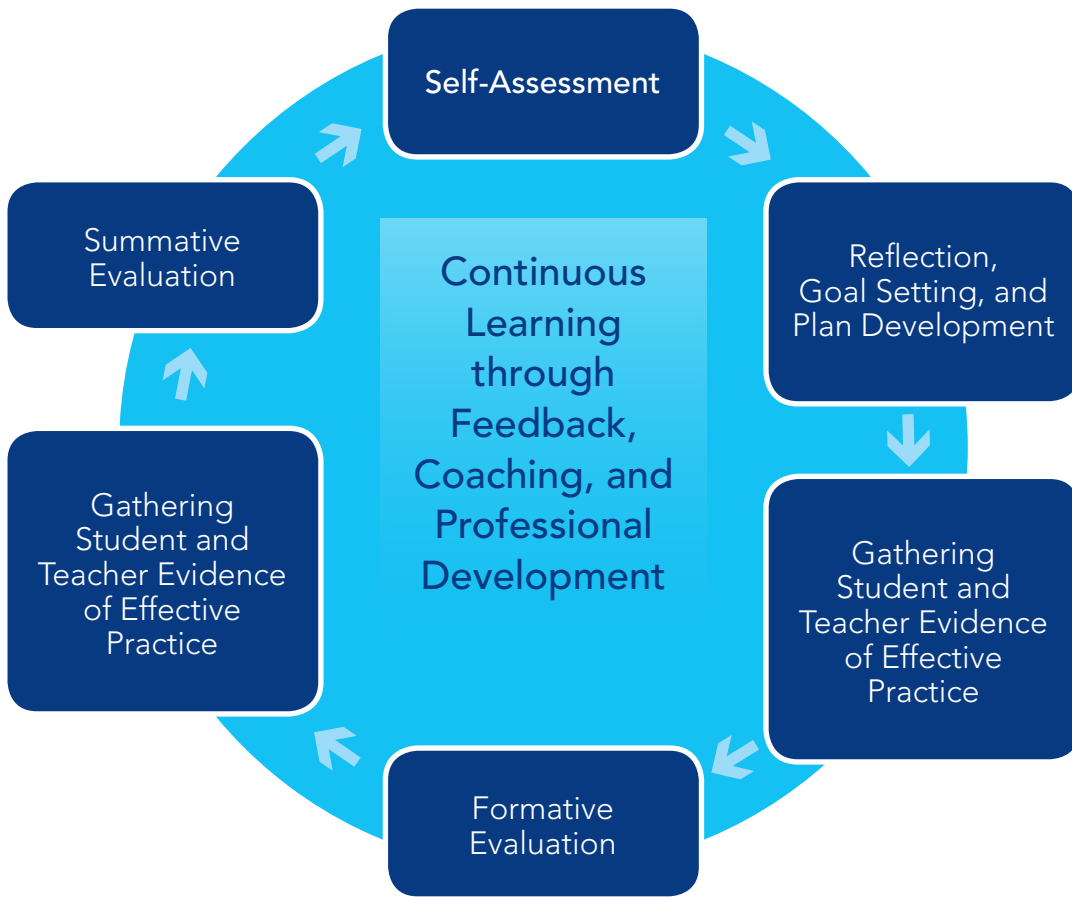 Self-Assessment
Reflection,
Goal Setting, and
Plan Development
Gathering
Student and
Teacher Evidence
of Effective
Practice
Formative
Evaluation
Gathering
Student and
Teacher Evidence
of Effective
Practice
Summative
Evaluation
Continuous
Learning
through
Feedback,
Coaching, and
Professional
Development